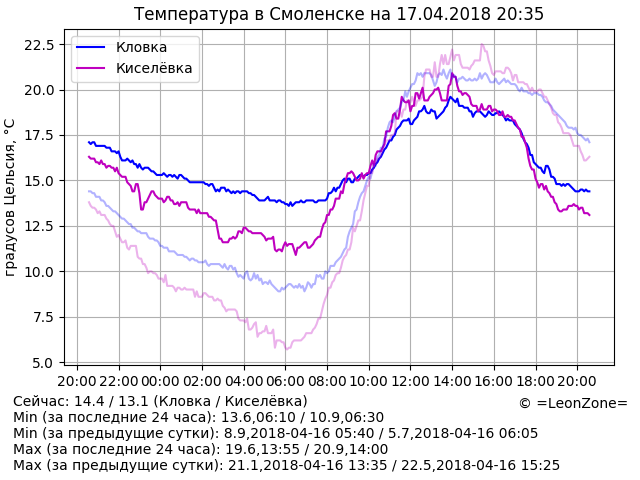 Температура в Смоленске на 17.04.2018 20:35
Кловка
Киселёвка
градусов Цельсия, °C
22.5
20.0
17.5
15.0
12.5
10.0
7.5
5.0
20:00 22:00 00:00 02:00 04:00 06:00 08:00 10:00 12:00 14:00 16:00 18:00 20:00
Сейчас: 14.4 / 13.1 (Кловка / Киселёвка)
© =LeonZone=
Min (за последние 24 часа): 13.6,06:10 / 10.9,06:30
Min (за предыдущие сутки): 8.9,2018-04-16 05:40 / 5.7,2018-04-16 06:05
Max (за последние 24 часа): 19.6,13:55 / 20.9,14:00
Max (за предыдущие сутки): 21.1,2018-04-16 13:35 / 22.5,2018-04-16 15:25